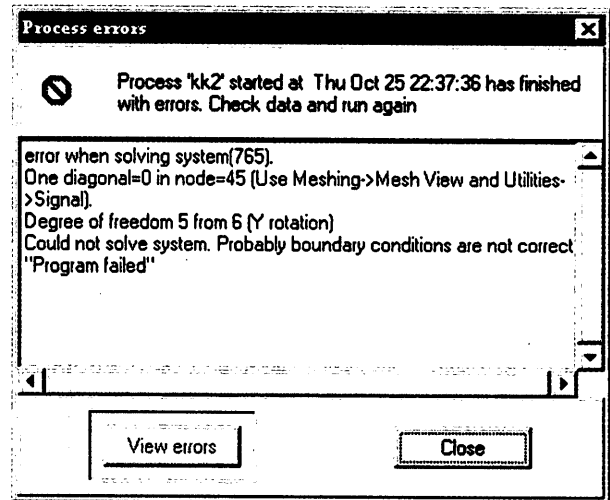 Process errors
Process 'kk2' started at Thu Oct 25 22:37:36 has finished
with errors. Check data and run again
error when solving system(765).
One diagonal=0 in node=45 (Use Meshing->Mesh View and Utilities-
>Signal).
Degree of freedom 5 from 6 (Y rotation)
Could not solve system. Probably boundary conditions are not correct
"Program failed"
View errors
Close